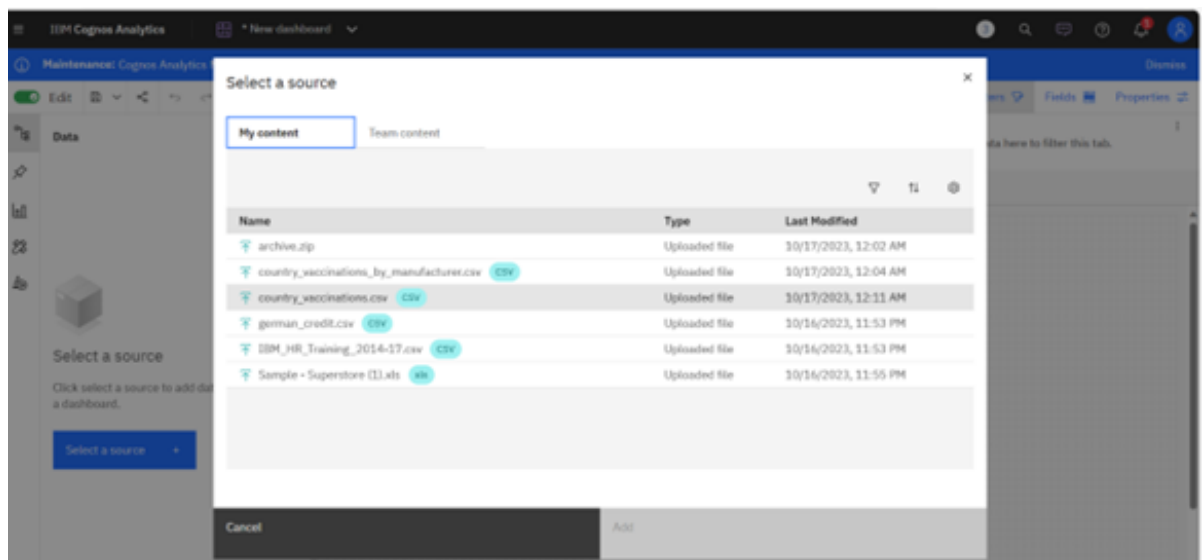 IBM Cognos Analytics
* New dashboard
3
Maintenance: Cognos Analytics
Dismiss
Edit
Fields
Properties
Data
ata here to filter this tab.
Select a source
Click select a source to add dat
a dashboard.
Select a source +
Select a source
My content
Team content
Name Type Last Modified
archive.zip Uploaded file 10/17/2023, 12:02 AM
country_vaccinations_by_manufacturer.csv CSV Uploaded file 10/17/2023, 12:04 AM
country_vaccinations.csv CSV Uploaded file 10/17/2023, 12:11 AM
german_credit.csv CSV Uploaded file 10/16/2023, 11:53 PM
IBM_HR_Training_2014-17.csv CSV Uploaded file 10/16/2023, 11:53 PM
Sample - Superstore (1).xls xls Uploaded file 10/16/2023, 11:55 PM
Cancel
Add